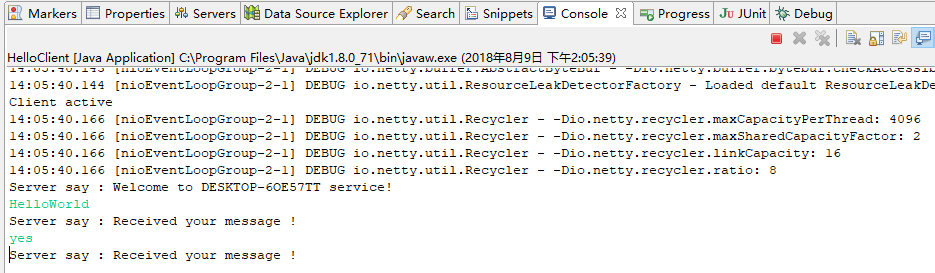 Markers Properties Servers Data Source Explorer Search Snippets Console Progress JUnit Debug
HelloClient [Java Application] C:\Program Files\Java\jdk1.8.0_71\bin\javaw.exe (2018年8月9日 下午2:05:39)
14:05:40.143 [nioEventLoopGroup-2-1] DEBUG io.netty.buffer.AbstractByteBuf - -Dio.netty.buffer.bytebuf.checkAccessib
14:05:40.144 [nioEventLoopGroup-2-1] DEBUG io.netty.util.ResourceLeakDetectorFactory - Loaded default ResourceLeakDe
Client active
14:05:40.166 [nioEventLoopGroup-2-1] DEBUG io.netty.util.Recycler - -Dio.netty.recycler.maxCapacityPerThread: 4096
14:05:40.166 [nioEventLoopGroup-2-1] DEBUG io.netty.util.Recycler - -Dio.netty.recycler.maxSharedCapacityFactor: 2
14:05:40.166 [nioEventLoopGroup-2-1] DEBUG io.netty.util.Recycler - -Dio.netty.recycler.linkCapacity: 16
14:05:40.166 [nioEventLoopGroup-2-1] DEBUG io.netty.util.Recycler - -Dio.netty.recycler.ratio: 8
Server say : Welcome to DESKTOP-6OE57TT service!
HelloWorld
Server say : Received your message !
yes
Server say : Received your message !